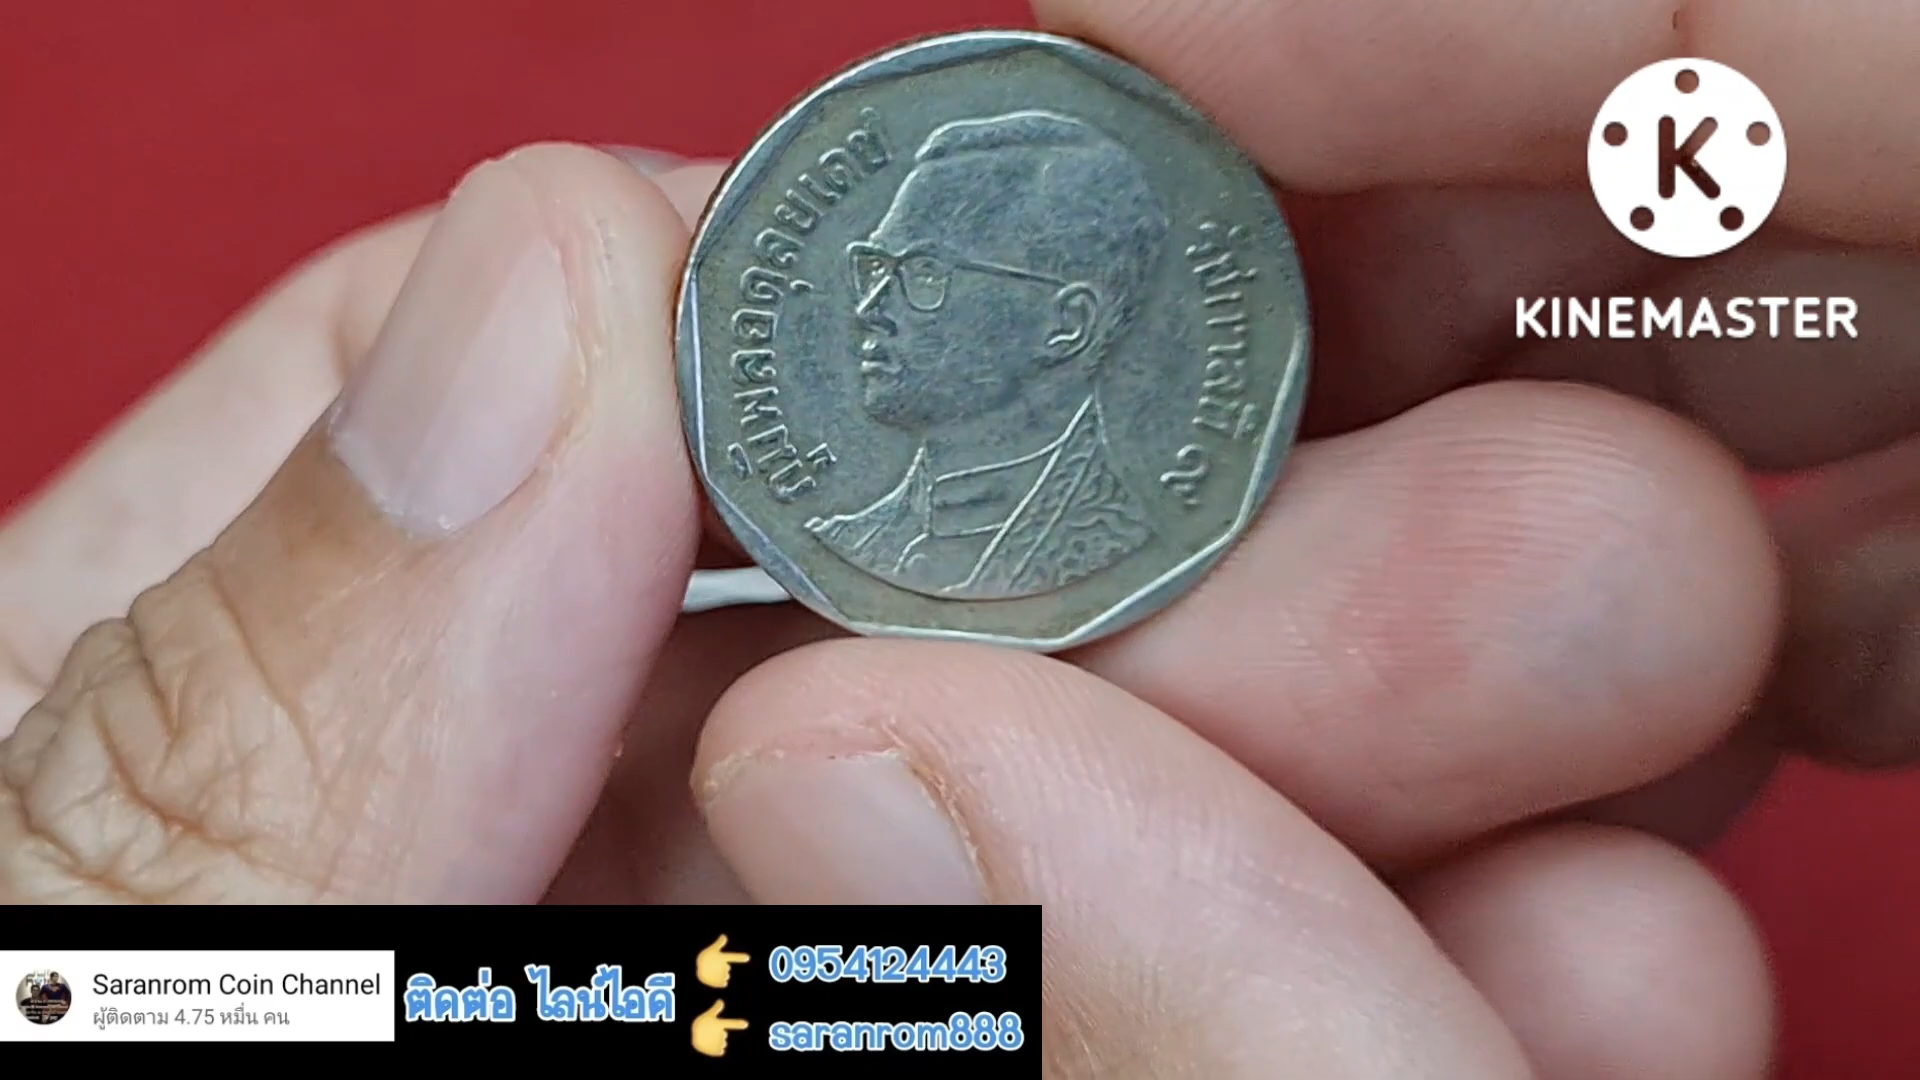 ภูมิพลอดุลยเดช
รัชกาลที่ ๙
K
KINEMASTER
Saranrom Coin Channel
ผู้ติดตาม 4.75 หมื่น คน
ติดต่อ ไลน์ไอดี
👉 0954124443
👉 saranrom888